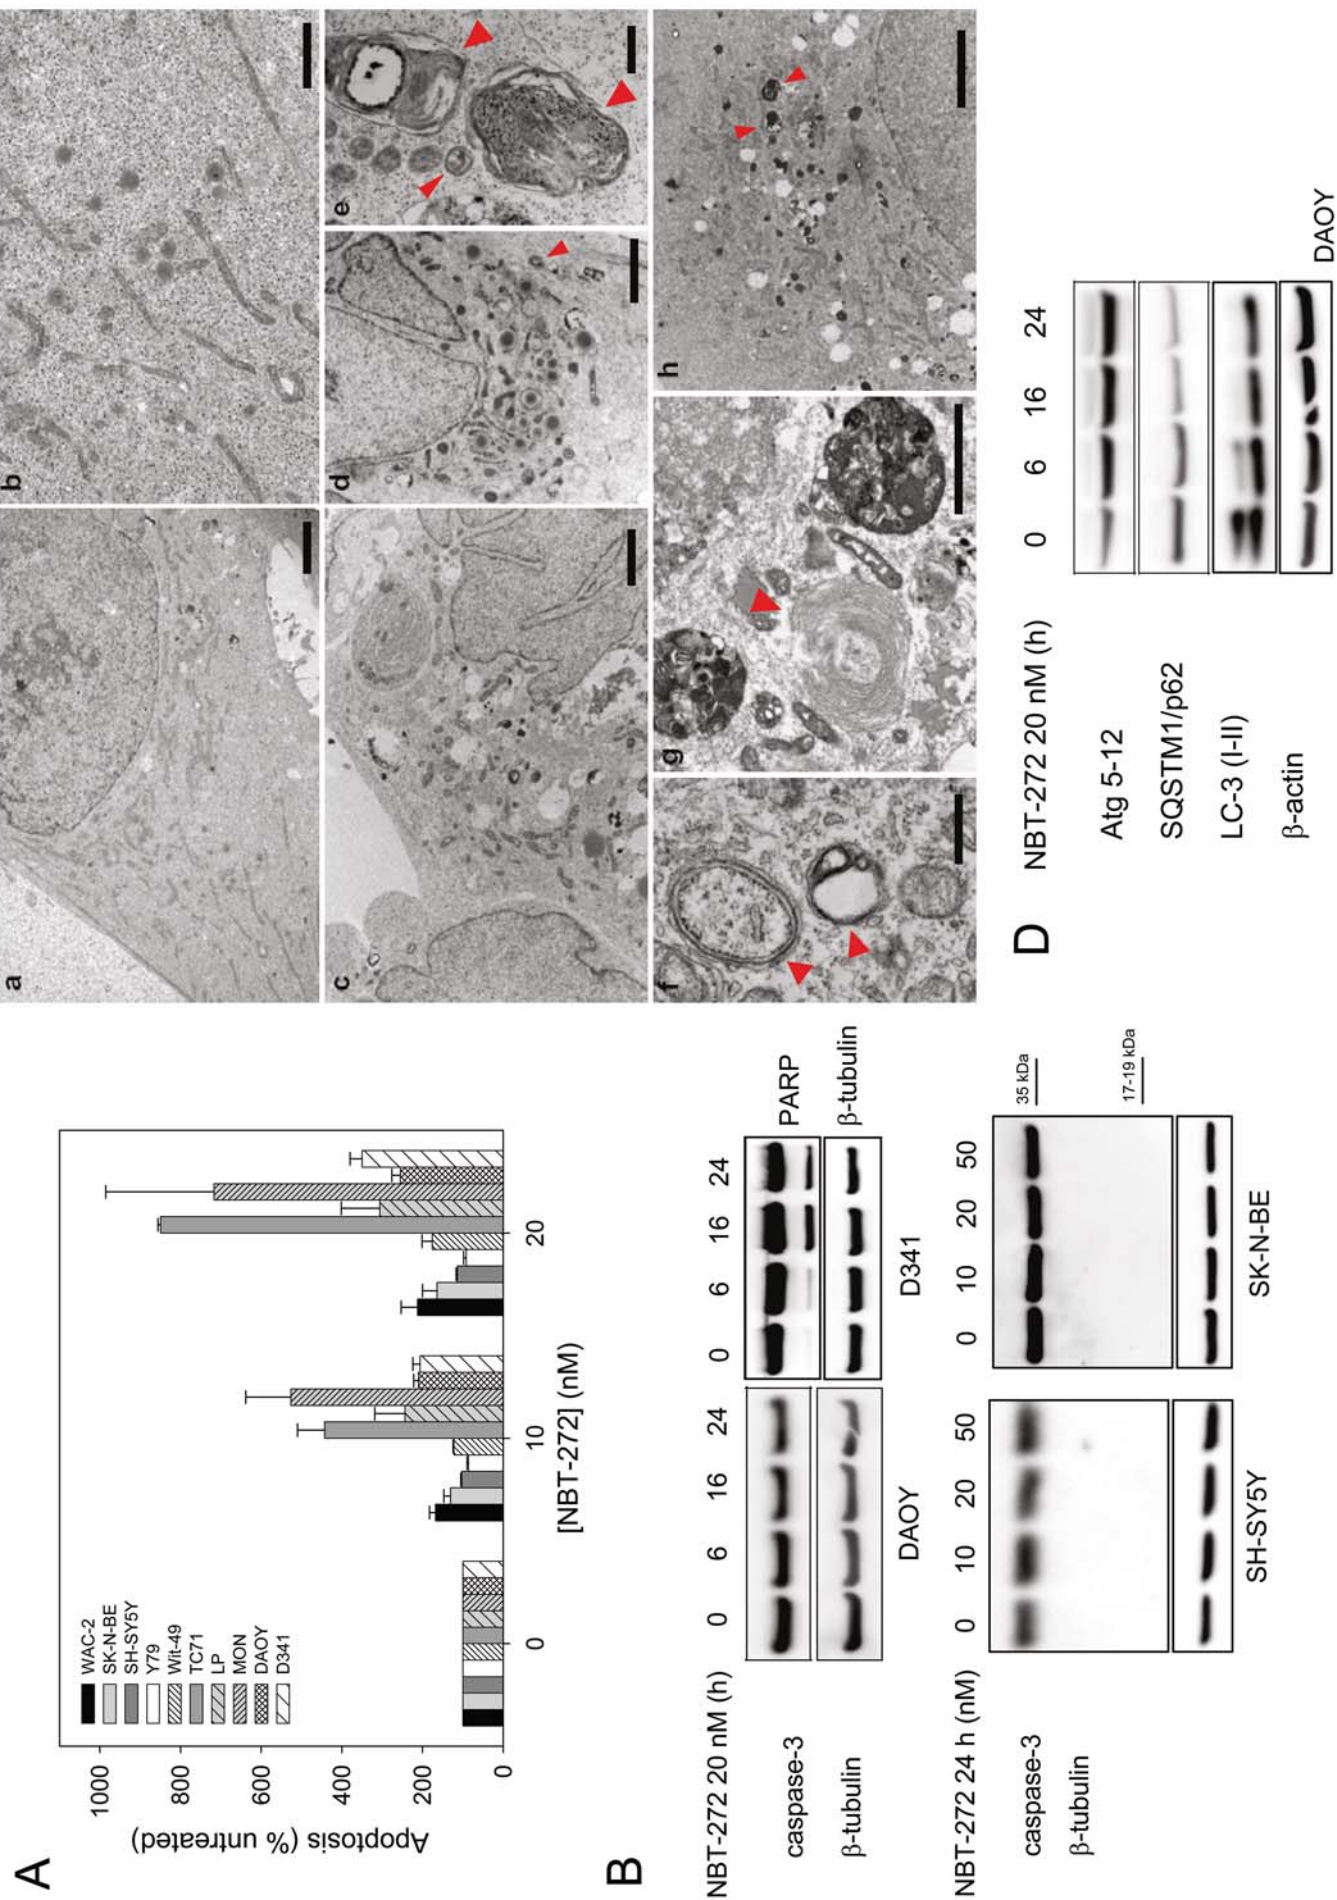 A
Apoptosis (% untreated)
1000
800
600
400
200
0
WAC-2
SK-N-BE
SH-SY5Y
Y79
Wit-49
TC71
LP
MON
DAOY
D341
0 10 20
[NBT-272] (nM)
a
b
c
d
e
f
g
h
B
NBT-272 20 nM (h)
0 6 16 24 0 6 16 24
caspase-3
PARP
β-tubulin
β-tubulin
DAOY D341
NBT-272 24 h (nM)
0 10 20 50 0 10 20 50
caspase-3
35 kDa
β-tubulin
17-19 kDa
SH-SY5Y SK-N-BE
D
NBT-272 20 nM (h)
0 6 16 24
Atg 5-12
SQSTM1/p62
LC-3 (I-II)
β-actin
DAOY